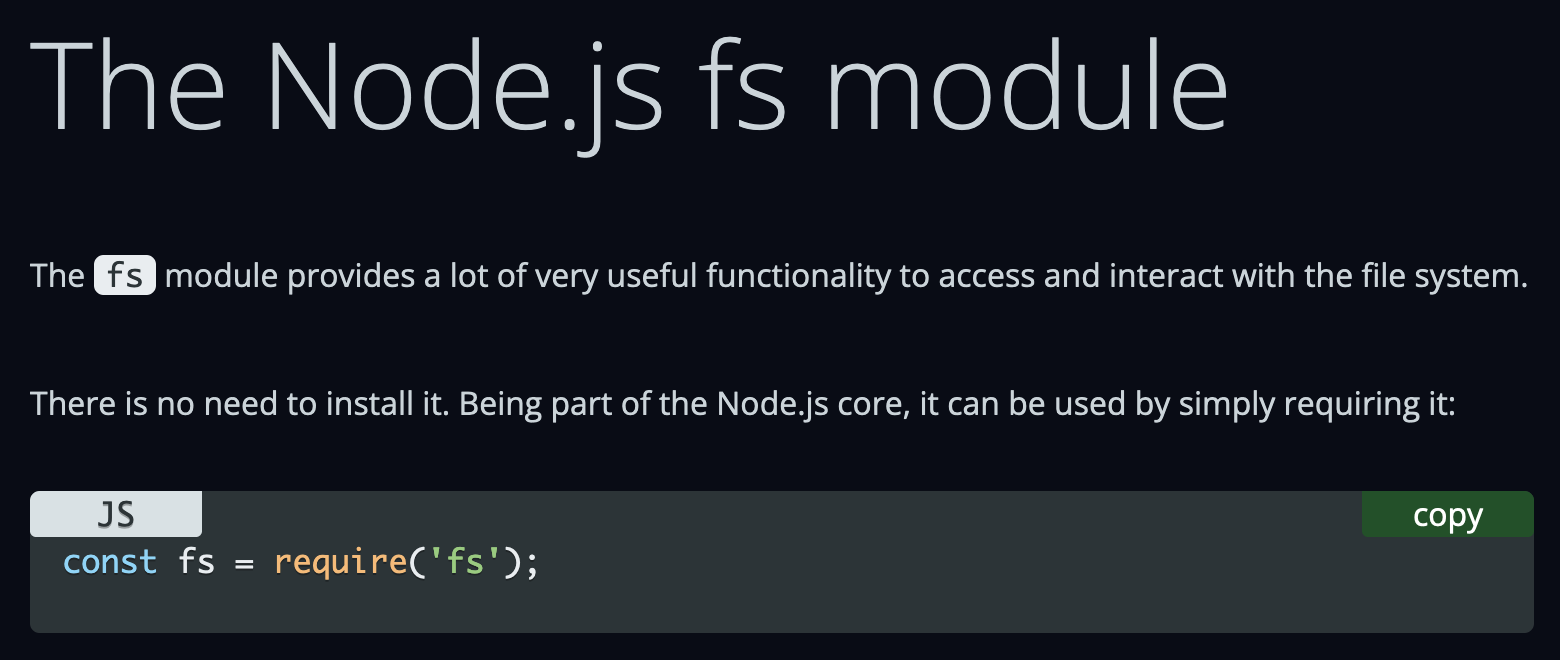 The Node.js fs module
The fs module provides a lot of very useful functionality to access and interact with the file system.
There is no need to install it. Being part of the Node.js core, it can be used by simply requiring it:
JS
copy
const fs = require('fs');